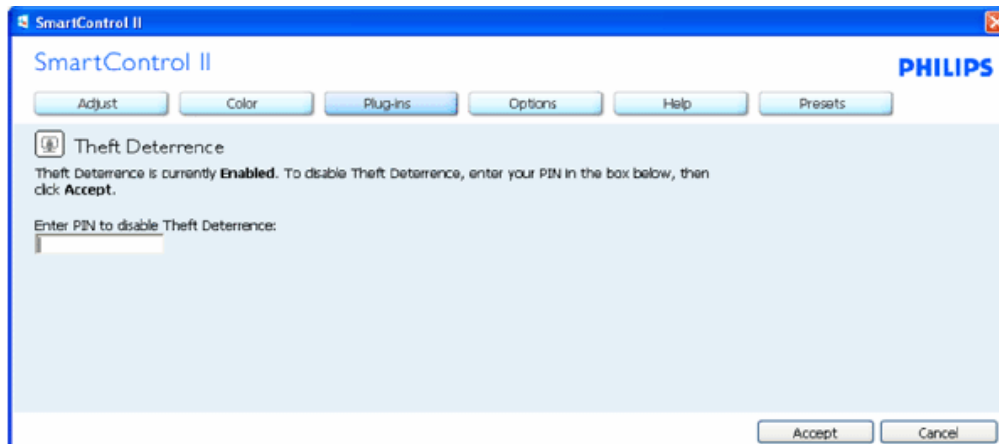 SmartControl II
SmartControl II
PHILIPS
Adjust Color Plug-ins Options Help Presets
Theft Deterrence
Theft Deterrence is currently Enabled. To disable Theft Deterrence, enter your PIN in the box below, then
click Accept.
Enter PIN to disable Theft Deterrence:
Accept Cancel